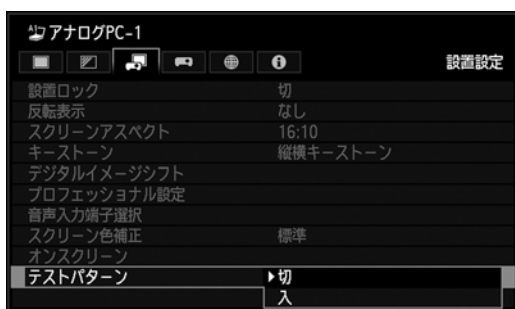 アナログPC-1
設置設定
設置ロック 切
反転表示 なし
スクリーンアスペクト 16:10
キーストーン 縦横キーストーン
デジタルイメージシフト
プロフェッショナル設定
音声入力端子選択
スクリーン色補正 標準
オンスクリーン
テストパターン ▶切
入